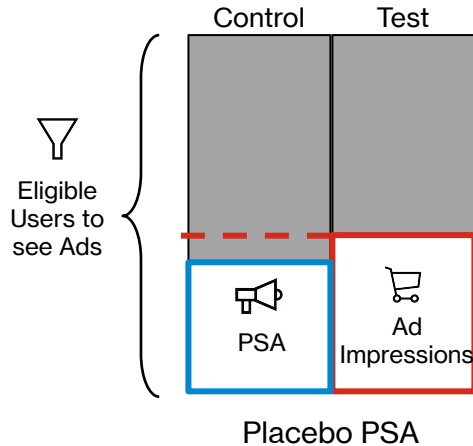 Control Test
Eligible
Users to
see Ads
PSA
Ad
Impressions
Placebo PSA